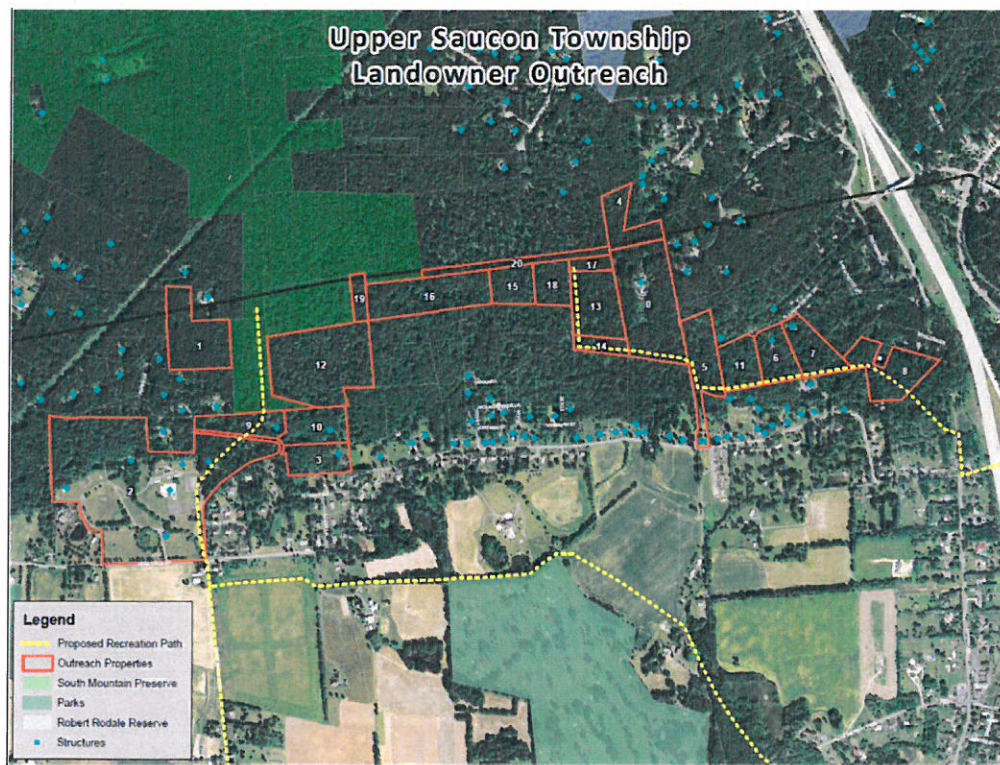 Upper Saucon Township
Landowner Outreach
4
20
17
19
16
15
18
13
0
1
14
12
5
11
6
7
8
9
10
3
2
Legend
Proposed Recreation Path
Outreach Properties
South Mountain Preserve
Parks
Robert Rodale Reserve
Structures